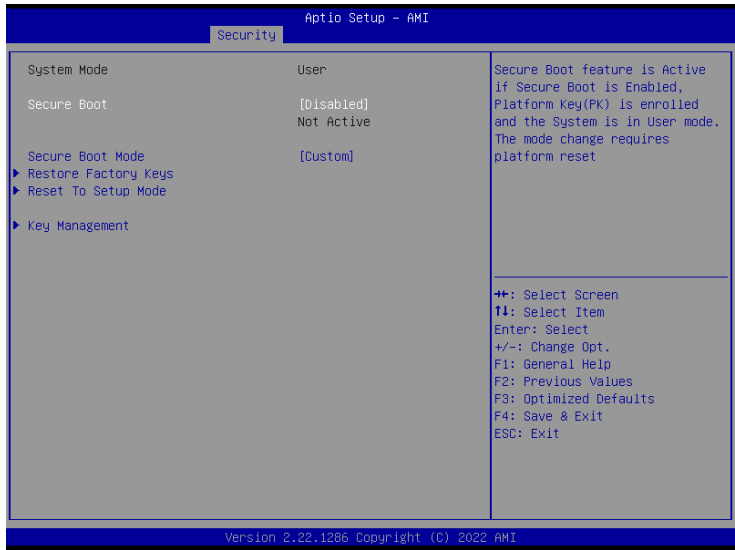 Aptio Setup - AMI
Security
System Mode User
Secure Boot [Disabled]
Not Active
Secure Boot Mode [Custom]
Restore Factory Keys
Reset To Setup Mode
Key Management
Secure Boot feature is Active
if Secure Boot is Enabled,
Platform Key(PK) is enrolled
and the System is in User mode.
The mode change requires
platform reset
→←: Select Screen
↑↓: Select Item
Enter: Select
+/-: Change Opt.
F1: General Help
F2: Previous Values
F3: Optimized Defaults
F4: Save & Exit
ESC: Exit
Version 2.22.1286 Copyright (C) 2022 AMI